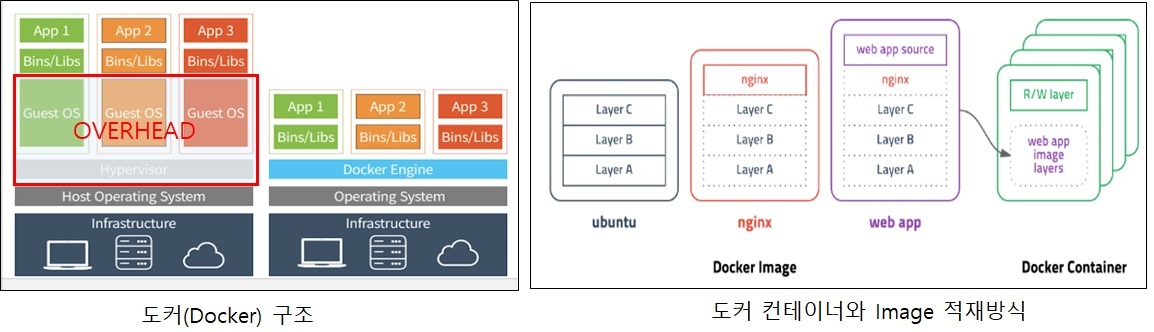 App 1 App 2 App 3
Bins/Libs Bins/Libs Bins/Libs
Guest OS Guest OS Guest OS
OVERHEAD
Hypervisor
Host Operating System
Infrastructure
App 1 App 2 App 3
Bins/Libs Bins/Libs Bins/Libs
Docker Engine
Operating System
Infrastructure
도커(Docker) 구조
Layer C
Layer B
Layer A
ubuntu
nginx
Layer C
Layer B
Layer A
nginx
web app source
nginx
Layer C
Layer B
Layer A
web app
Docker Image
R/W layer
web app
image
layers
Docker Container
도커 컨테이너와 Image 적재방식